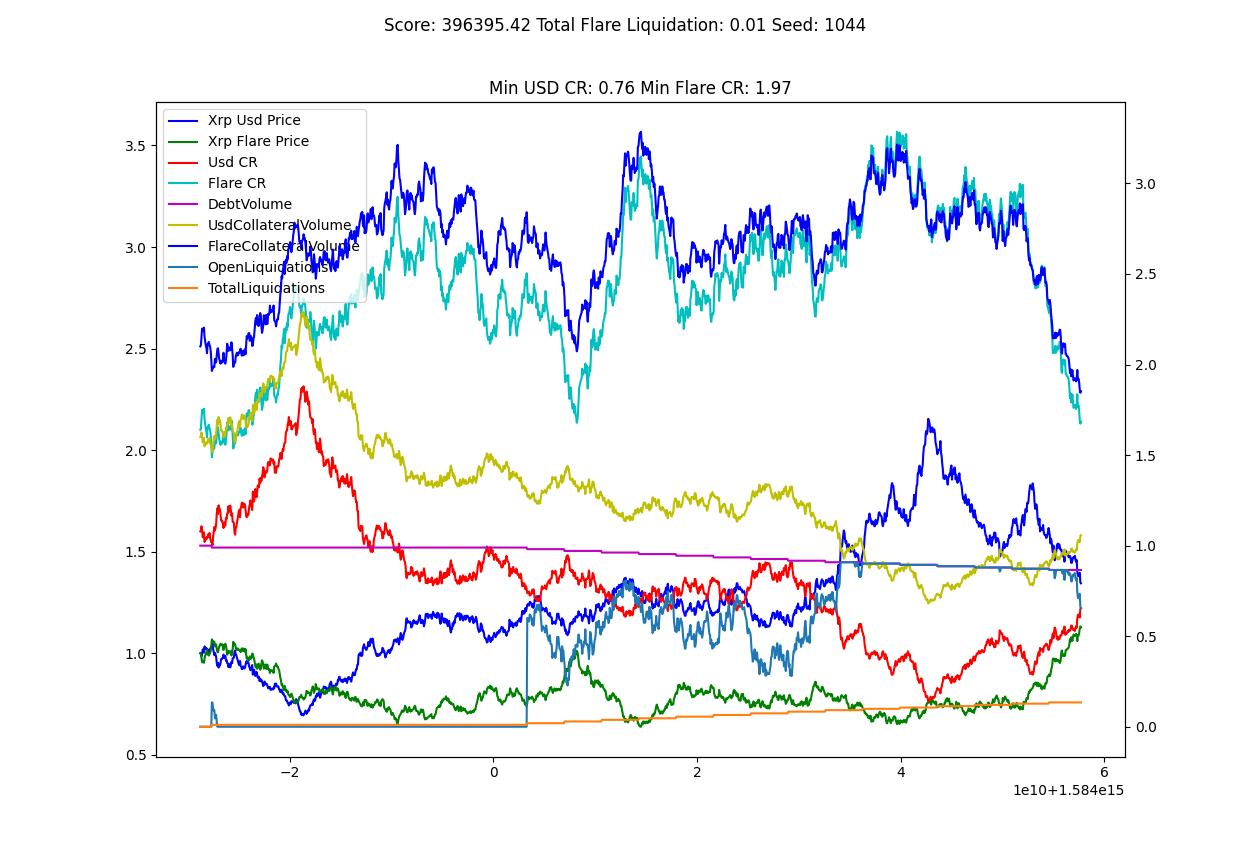 Score: 396395.42 Total Flare Liquidation: 0.01 Seed: 1044
Min USD CR: 0.76 Min Flare CR: 1.97
Xrp Usd Price
Xrp Flare Price
Usd CR
Flare CR
DebtVolume
UsdCollateralVolume
FlareCollateralVolume
OpenLiquidations
TotalLiquidations
3.5
3.0
2.5
2.0
1.5
1.0
0.5
3.0
2.5
2.0
1.5
1.0
0.5
0.0
−2 0 2 4 6
1e10+1.584e15